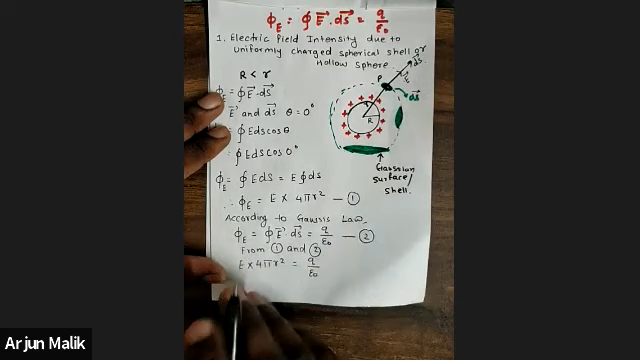 ϕE = ∮ E⃗ . ds⃗ = q/ε0
1. Electric field Intensity due to
uniformly charged spherical shell or
Hollow sphere.
R < r
ϕE = ∮ E⃗ . ds⃗
E⃗ and ds⃗ θ = 0°
= ∮ Eds cosθ
= ∮ Eds cos 0°
ϕE = ∮ Eds = E ∮ ds
∴ ϕE = E × 4πr² — ①
According to Gauss's Law.
ϕE = ∮ E⃗ . ds⃗ = q/ε0 — ②
From ① and ②
E × 4πr² = q/ε0
P
ds⃗
R
Gaussian
surface/
shell.
Arjun Malik